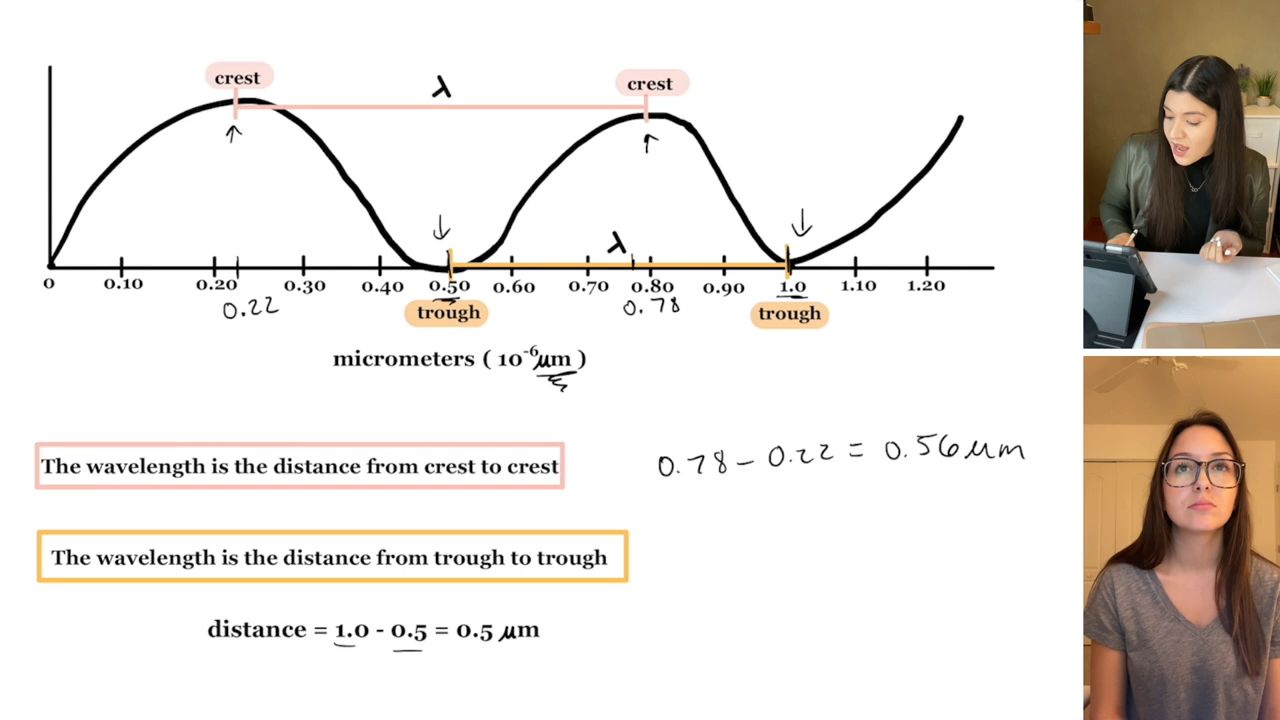 crest
λ
crest
λ
0 0.10 0.20 0.30 0.40 0.50 0.60 0.70 0.80 0.90 1.0 1.10 1.20
0.22 0.78
trough trough
micrometers ( 10⁻⁶ μm )
The wavelength is the distance from crest to crest
0.78 - 0.22 = 0.56 μm
The wavelength is the distance from trough to trough
distance = 1.0 - 0.5 = 0.5 μm